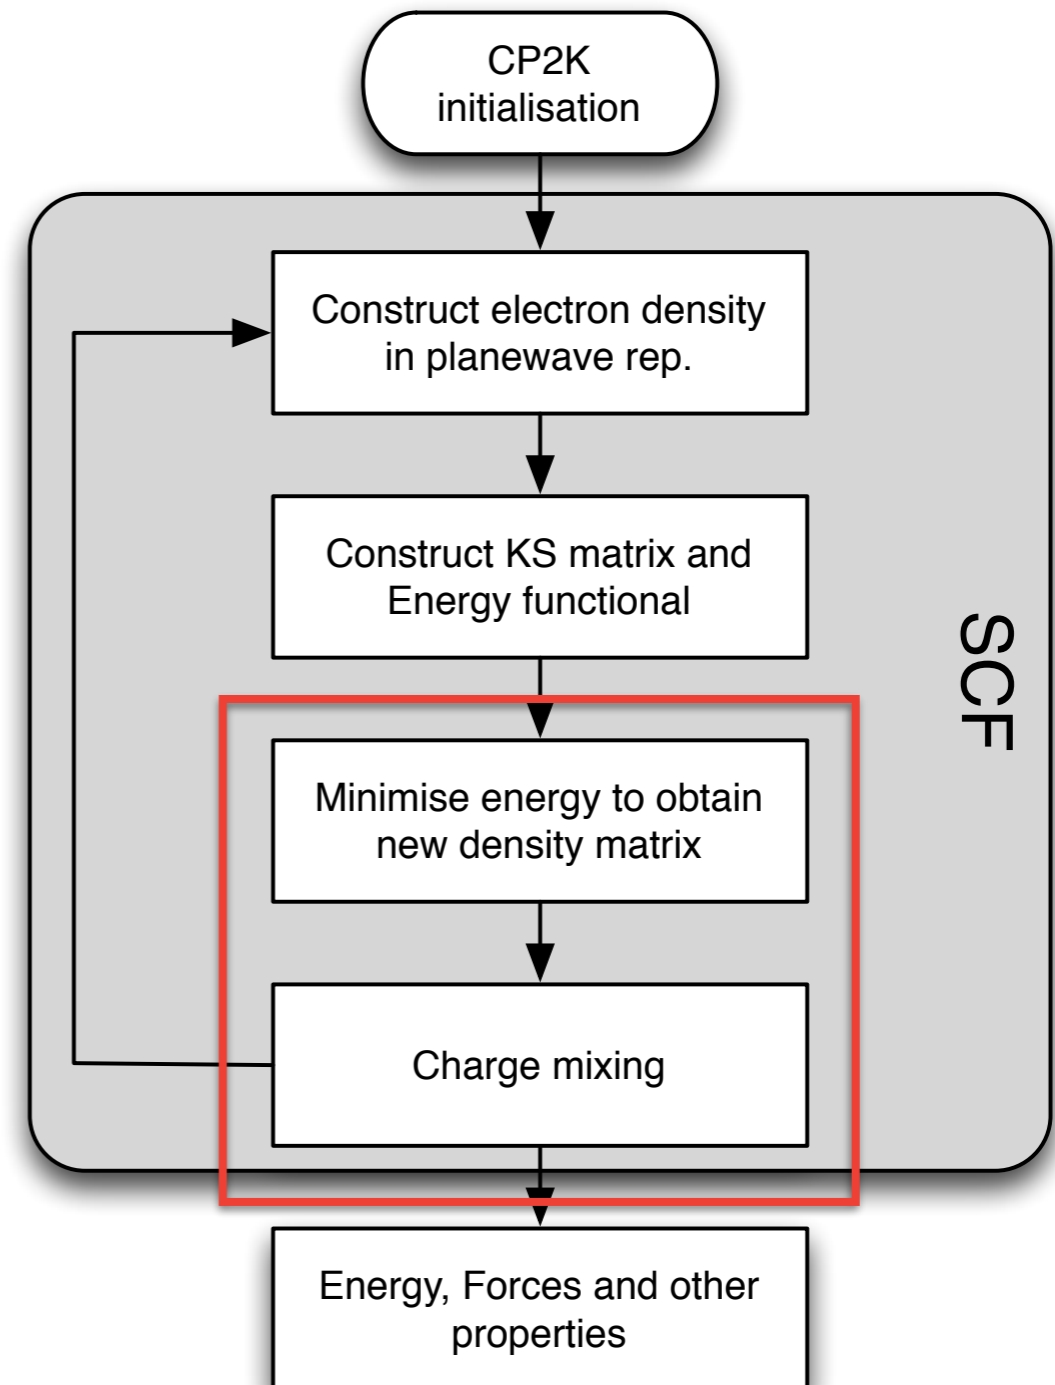 CP2K
initialisation
Construct electron density
in planewave rep.
Construct KS matrix and
Energy functional
SCF
Minimise energy to obtain
new density matrix
Charge mixing
Energy, Forces and other
properties